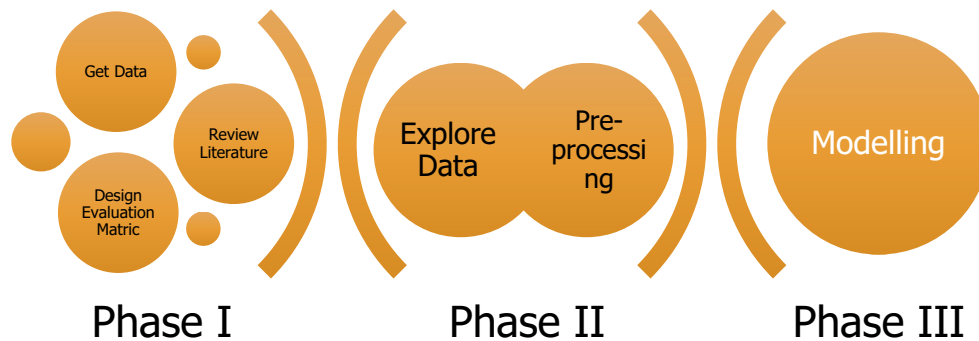 Get Data
Review
Literature
Design
Evaluation
Matric
Explore
Data
Pre-
processi
ng
Modelling
Phase I
Phase II
Phase III